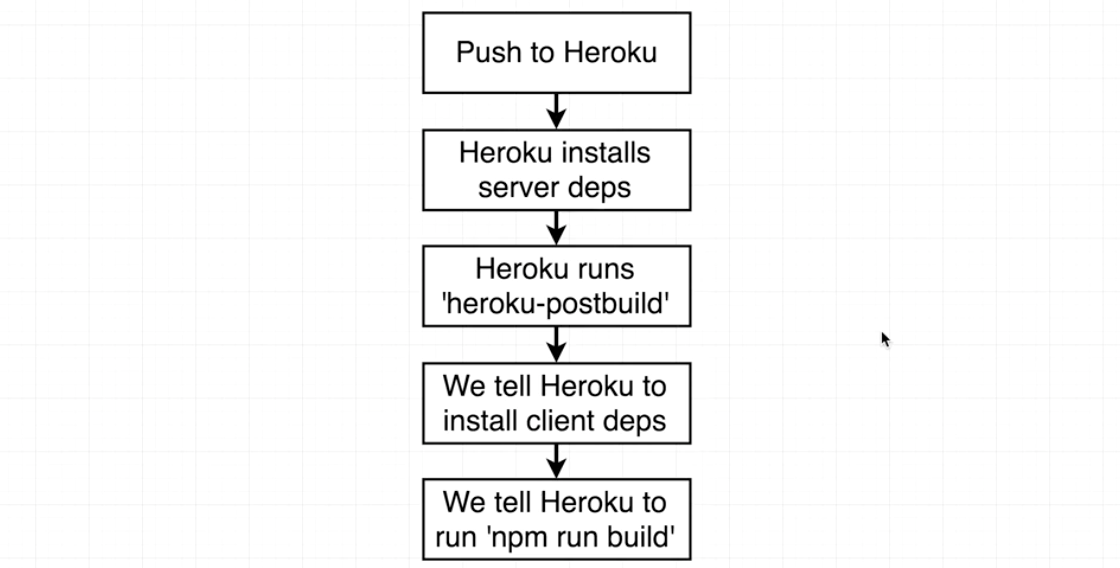 Push to Heroku
Heroku installs
server deps
Heroku runs
'heroku-postbuild'
We tell Heroku to
install client deps
We tell Heroku to
run 'npm run build'